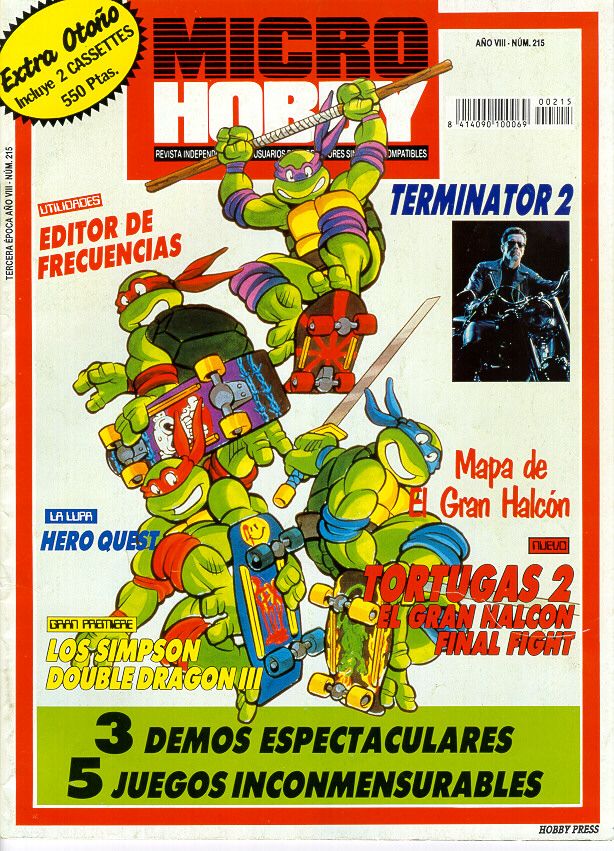 Extra Otoño
Incluye 2 CASSETTES
550 Ptas.
MICRO
HOBBY
AÑO VIII - NÚM. 215
00215
8 414090 100069
TERCERA ÉPOCA AÑO VIII - NÚM. 215
UTILIDADES
EDITOR DE
FRECUENCIAS
TERMINATOR 2
Mapa de
El Gran Halcón
LA LUPA
HERO QUEST
NUEVO
TORTUGAS 2
EL GRAN HALCON
FINAL FIGHT
GRAN PREMIERE
LOS SIMPSON
DOUBLE DRAGON III
3 DEMOS ESPECTACULARES
5 JUEGOS INCONMENSURABLES
HOBBY PRESS